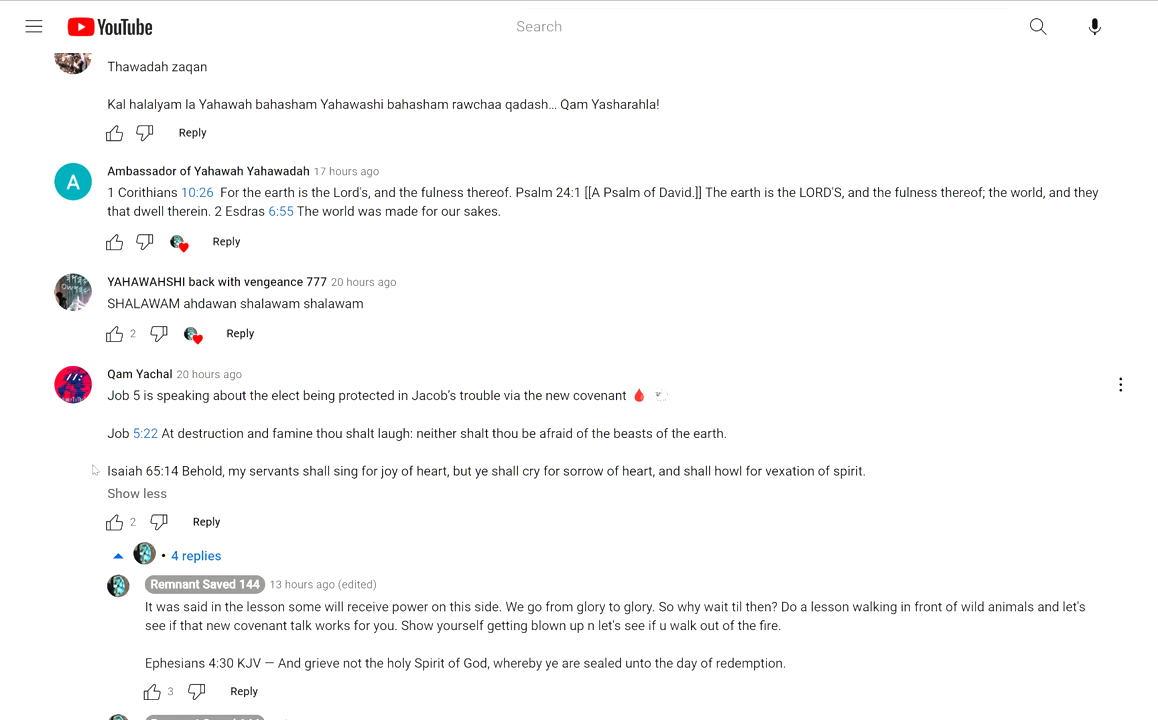 YouTube
Search
Thawadah zaqan
Kal halalyam la Yahawah bahasham Yahawashi bahasham rawchaa qadash... Qam Yasharahla!
Reply
A
Ambassador of Yahawah Yahawadah 17 hours ago
1 Corithians 10:26 For the earth is the Lord's, and the fulness thereof. Psalm 24:1 [[A Psalm of David.]] The earth is the LORD'S, and the fulness thereof; the world, and they
that dwell therein. 2 Esdras 6:55 The world was made for our sakes.
Reply
YAHAWAHSHI back with vengeance 777 20 hours ago
SHALAWAM ahdawan shalawam shalawam
2 Reply
Qam Yachal 20 hours ago
Job 5 is speaking about the elect being protected in Jacob's trouble via the new covenant 🩸 🐑
Job 5:22 At destruction and famine thou shalt laugh: neither shalt thou be afraid of the beasts of the earth.
Isaiah 65:14 Behold, my servants shall sing for joy of heart, but ye shall cry for sorrow of heart, and shall howl for vexation of spirit.
Show less
2 Reply
• 4 replies
Remnant Saved 144 13 hours ago (edited)
It was said in the lesson some will receive power on this side. We go from glory to glory. So why wait til then? Do a lesson walking in front of wild animals and let's
see if that new covenant talk works for you. Show yourself getting blown up n let's see if u walk out of the fire.
Ephesians 4:30 KJV — And grieve not the holy Spirit of God, whereby ye are sealed unto the day of redemption.
3 Reply